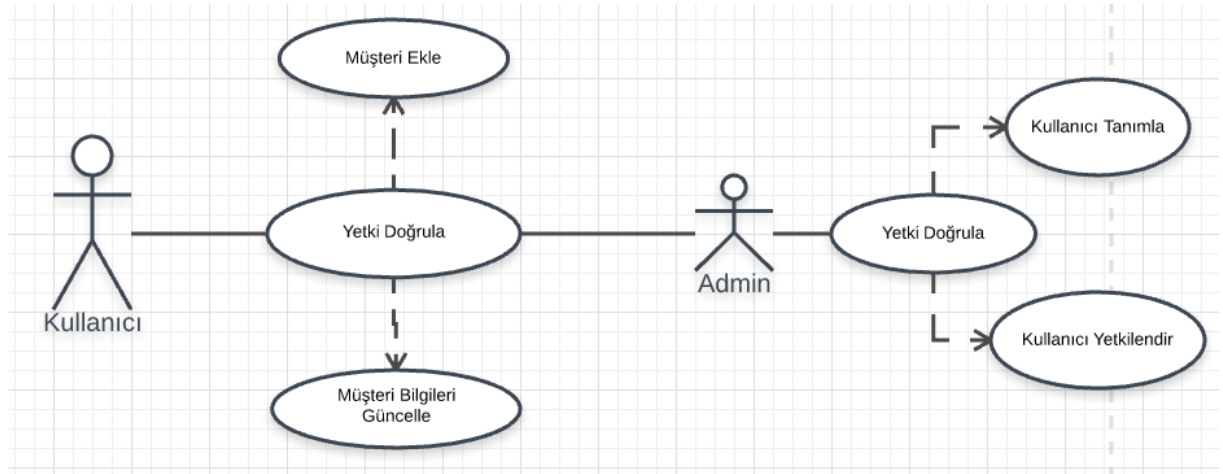 Müşteri Ekle
Kullanıcı Tanımla
Yetki Doğrula
Yetki Doğrula
Admin
Kullanıcı
Kullanıcı Yetkilendir
Müşteri Bilgileri
Güncelle